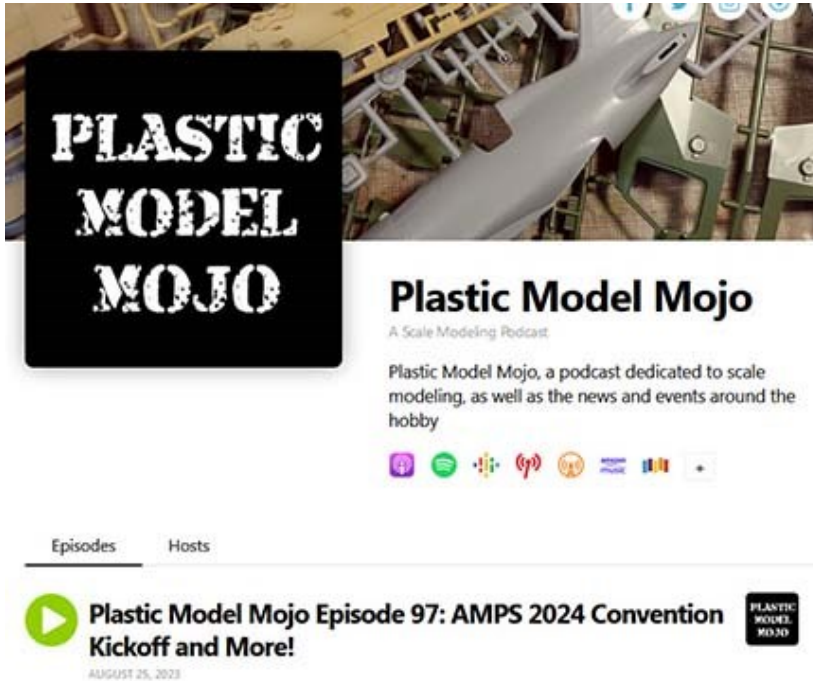 PLASTIC
MODEL
MOJO
Plastic Model Mojo
A Scale Modeling Podcast
Plastic Model Mojo, a podcast dedicated to scale
modeling, as well as the news and events around the
hobby
amazon
music
+
Episodes
Hosts
Plastic Model Mojo Episode 97: AMPS 2024 Convention
Kickoff and More!
PLASTIC
MODEL
MOJO
AUGUST 25, 2023